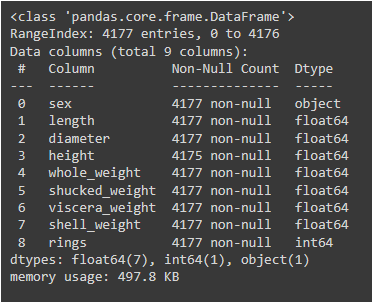 <class 'pandas.core.frame.DataFrame'>
RangeIndex: 4177 entries, 0 to 4176
Data columns (total 9 columns):
 #   Column          Non-Null Count  Dtype
---  ------          --------------  -----
 0   sex             4177 non-null   object
 1   length          4177 non-null   float64
 2   diameter        4177 non-null   float64
 3   height          4175 non-null   float64
 4   whole_weight    4177 non-null   float64
 5   shucked_weight  4177 non-null   float64
 6   viscera_weight  4177 non-null   float64
 7   shell_weight    4177 non-null   float64
 8   rings           4177 non-null   int64
dtypes: float64(7), int64(1), object(1)
memory usage: 497.8 KB